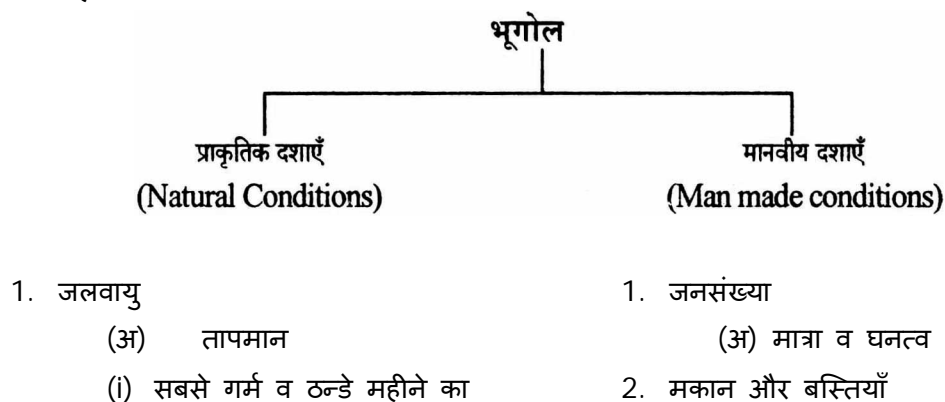 भूगोल
प्राकृतिक दशाएँ
(Natural Conditions)
मानवीय दशाएँ
(Man made conditions)
1. जलवायु
(अ) तापमान
(i) सबसे गर्म व ठन्डे महीने का
1. जनसंख्या
(अ) मात्रा व घनत्व
2. मकान और बस्तियाँ